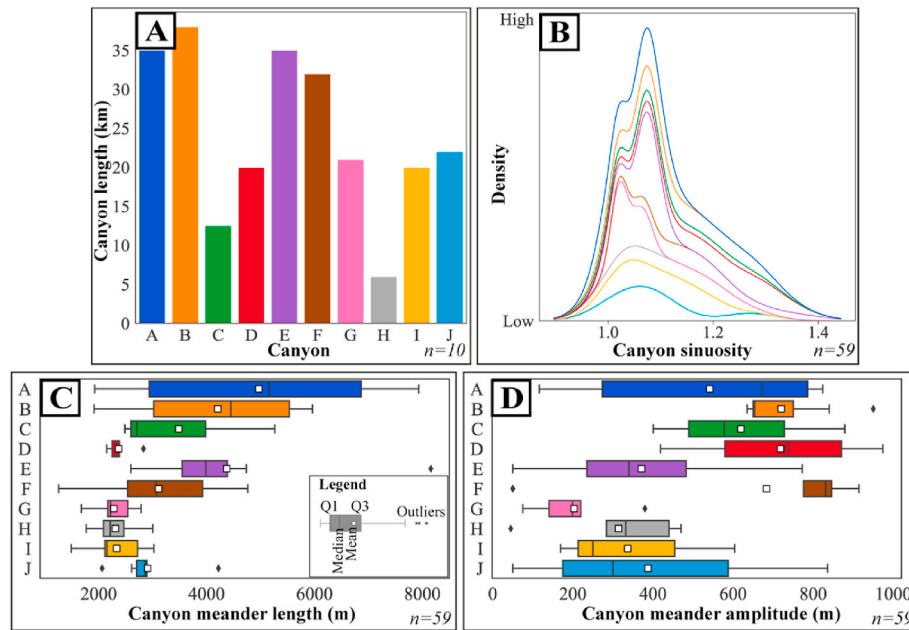 A
Canyon length (km)
35
30
25
20
15
10
5
0
A B C D E F G H I J
Canyon
n=10
B
High
Density
Low
1.0 1.2 1.4
Canyon sinuosity
n=59
C
A
B
C
D
E
F
G
H
I
J
Legend
Q1 Q3
Outliers
Median
Mean
2000 4000 6000 8000
Canyon meander length (m)
n=59
D
A
B
C
D
E
F
G
H
I
J
0 200 400 600 800 1000
Canyon meander amplitude (m)
n=59